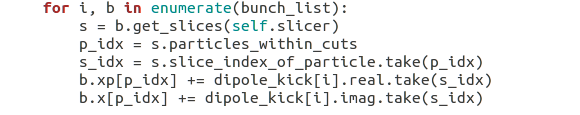 for i, b in enumerate(bunch_list):
    s = b.get_slices(self.slicer)
    p_idx = s.particles_within_cuts
    s_idx = s.slice_index_of_particle.take(p_idx)
    b.xp[p_idx] += dipole_kick[i].real.take(s_idx)
    b.x[p_idx] += dipole_kick[i].imag.take(s_idx)